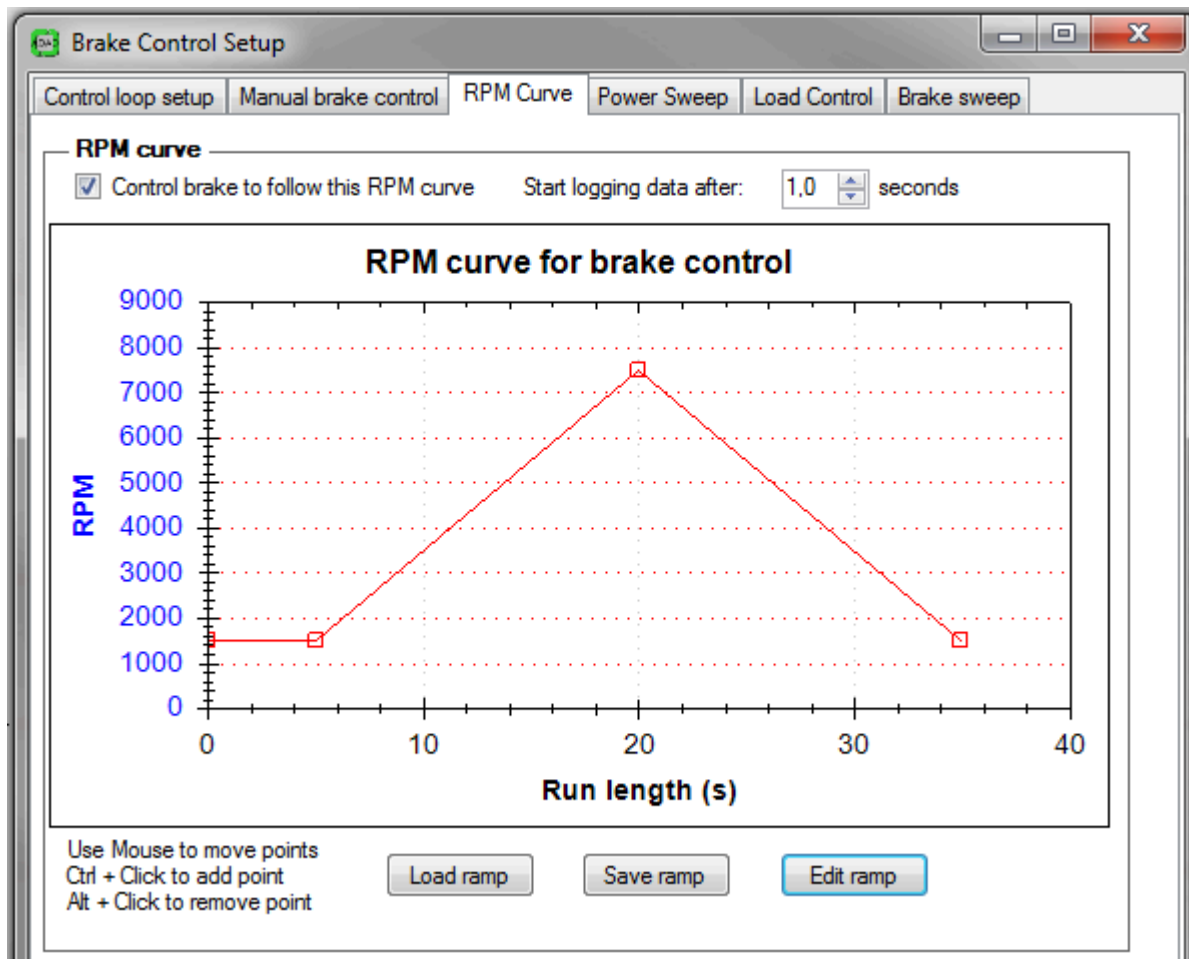 Brake Control Setup
Control loop setup Manual brake control RPM Curve Power Sweep Load Control Brake sweep
RPM curve
Control brake to follow this RPM curve Start logging data after: 1,0 seconds
RPM curve for brake control
9000
8000
7000
6000
5000
4000
3000
2000
1000
0
RPM
0 10 20 30 40
Run length (s)
Use Mouse to move points
Ctrl + Click to add point
Alt + Click to remove point
Load ramp Save ramp Edit ramp